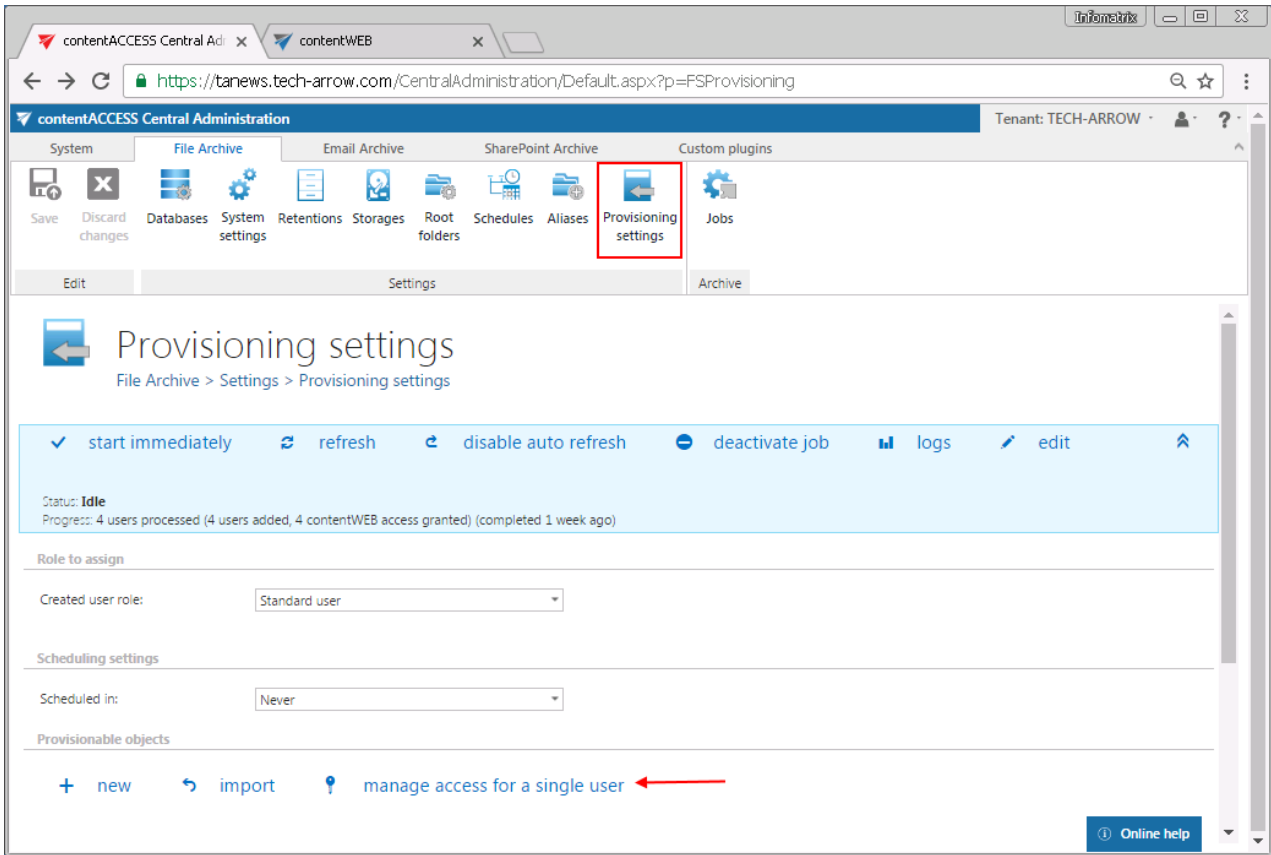 Infomatrix
contentACCESS Central Adı
contentWEB
https://tanews.tech-arrow.com/CentralAdministration/Default.aspx?p=FSProvisioning
contentACCESS Central Administration
Tenant: TECH-ARROW
?
System File Archive Email Archive SharePoint Archive Custom plugins
Save
Discard changes
Databases
System settings
Retentions
Storages
Root folders
Schedules
Aliases
Provisioning settings
Jobs
Edit Settings Archive
Provisioning settings
File Archive > Settings > Provisioning settings
start immediately refresh disable auto refresh deactivate job logs edit
Status: Idle
Progress: 4 users processed (4 users added, 4 contentWEB access granted) (completed 1 week ago)
Role to assign
Created user role: Standard user
Scheduling settings
Scheduled in: Never
Provisionable objects
+ new import manage access for a single user
Online help